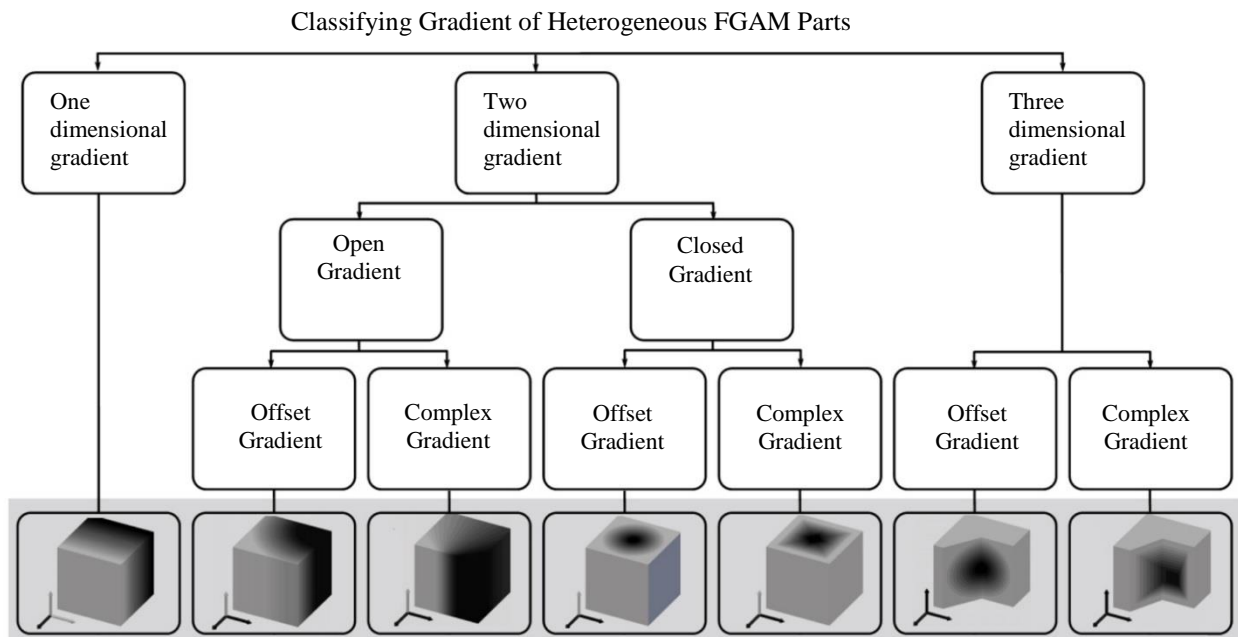 Classifying Gradient of Heterogeneous FGAM Parts
One
dimensional
gradient
Two
dimensional
gradient
Three
dimensional
gradient
Open
Gradient
Closed
Gradient
Offset
Gradient
Complex
Gradient
Offset
Gradient
Complex
Gradient
Offset
Gradient
Complex
Gradient